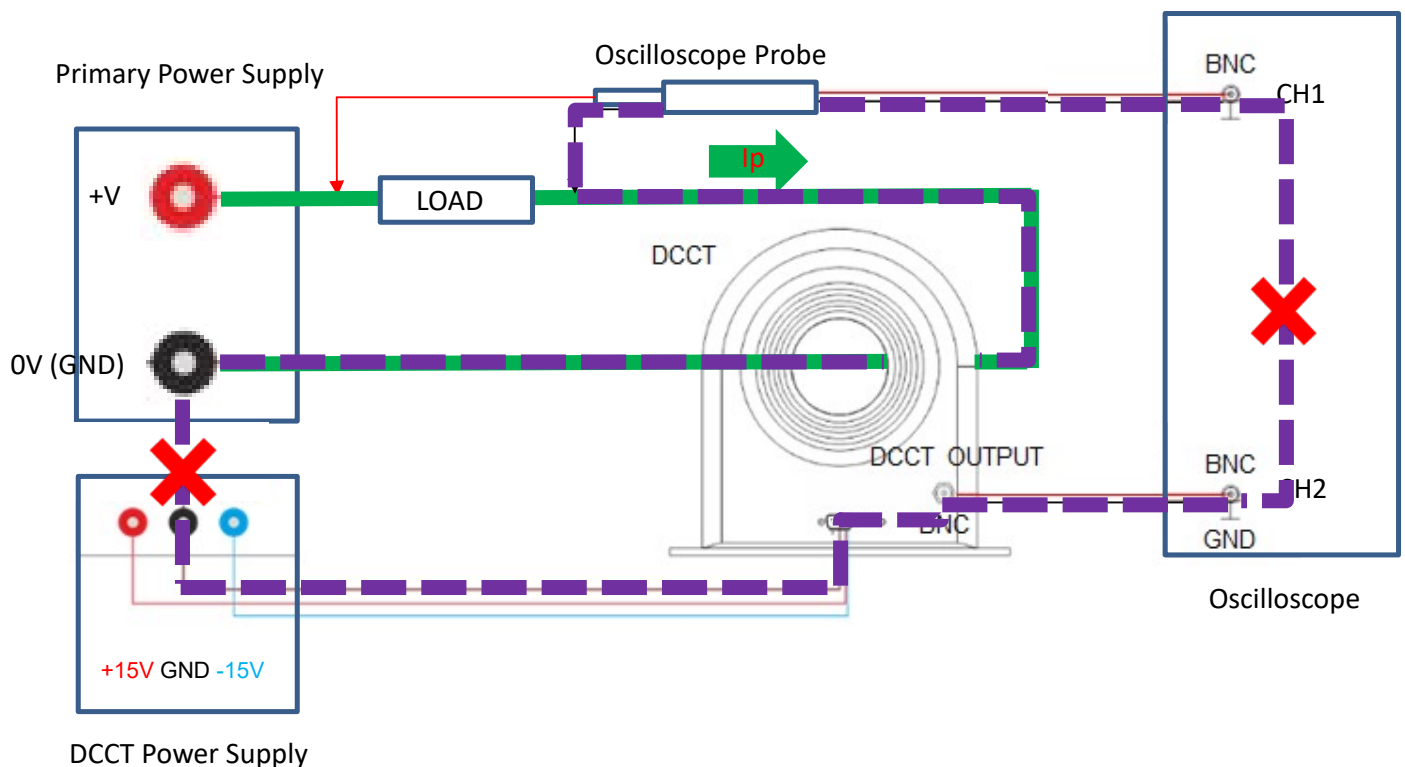 Oscilloscope Probe
Primary Power Supply
BNC
CH1
+V
LOAD
Ip
DCCT
0V (GND)
DCCT OUTPUT
BNC
BNC
CH2
GND
Oscilloscope
+15V GND -15V
DCCT Power Supply